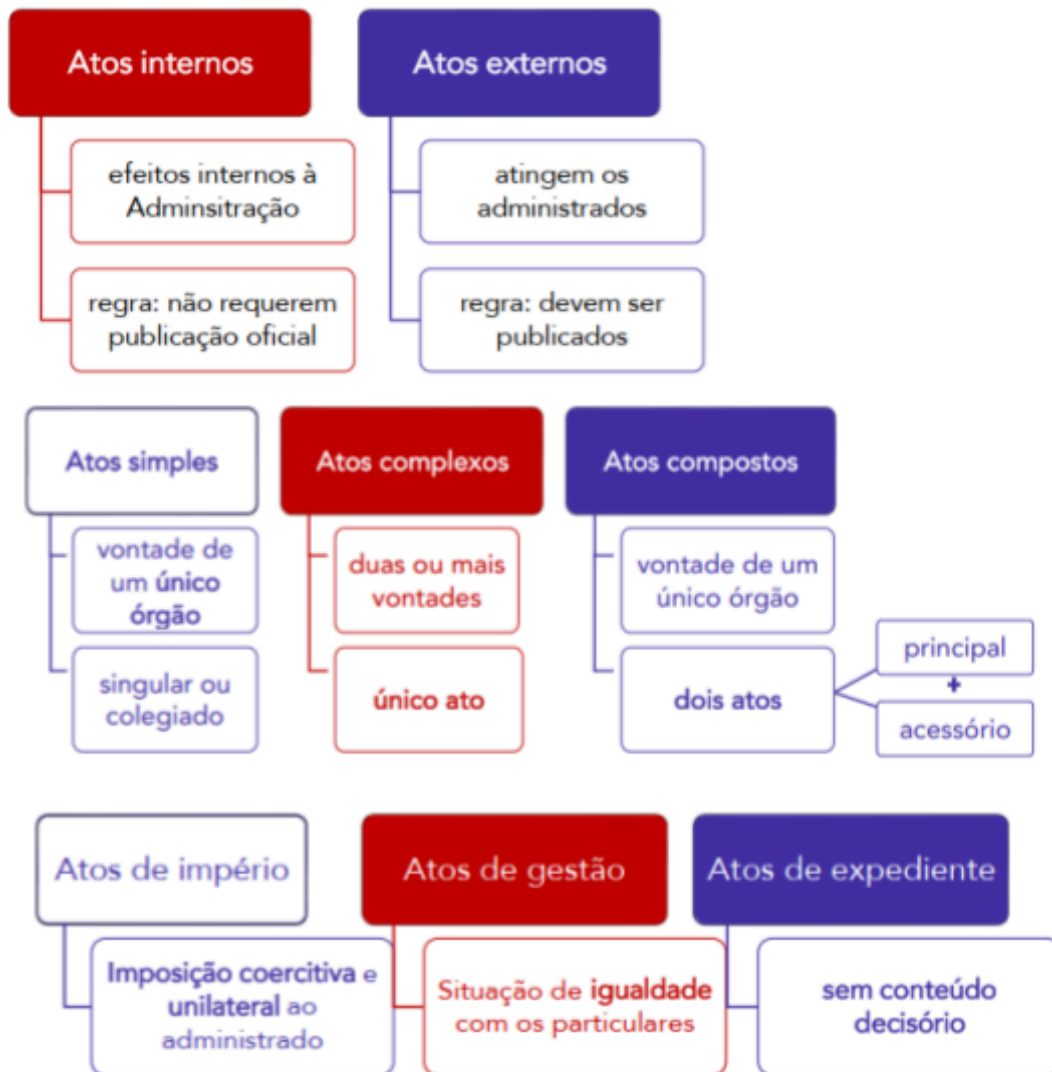 Atos internos
Atos externos
efeitos internos à
Adminsitração
atingem os
administrados
regra: não requerem
publicação oficial
regra: devem ser
publicados
Atos simples
Atos complexos
Atos compostos
vontade de
um único
órgão
duas ou mais
vontades
vontade de um
único órgão
singular ou
colegiado
único ato
dois atos
principal
+
acessório
Atos de império
Atos de gestão
Atos de expediente
Imposição coercitiva e
unilateral ao
administrado
Situação de igualdade
com os particulares
sem conteúdo
decisório